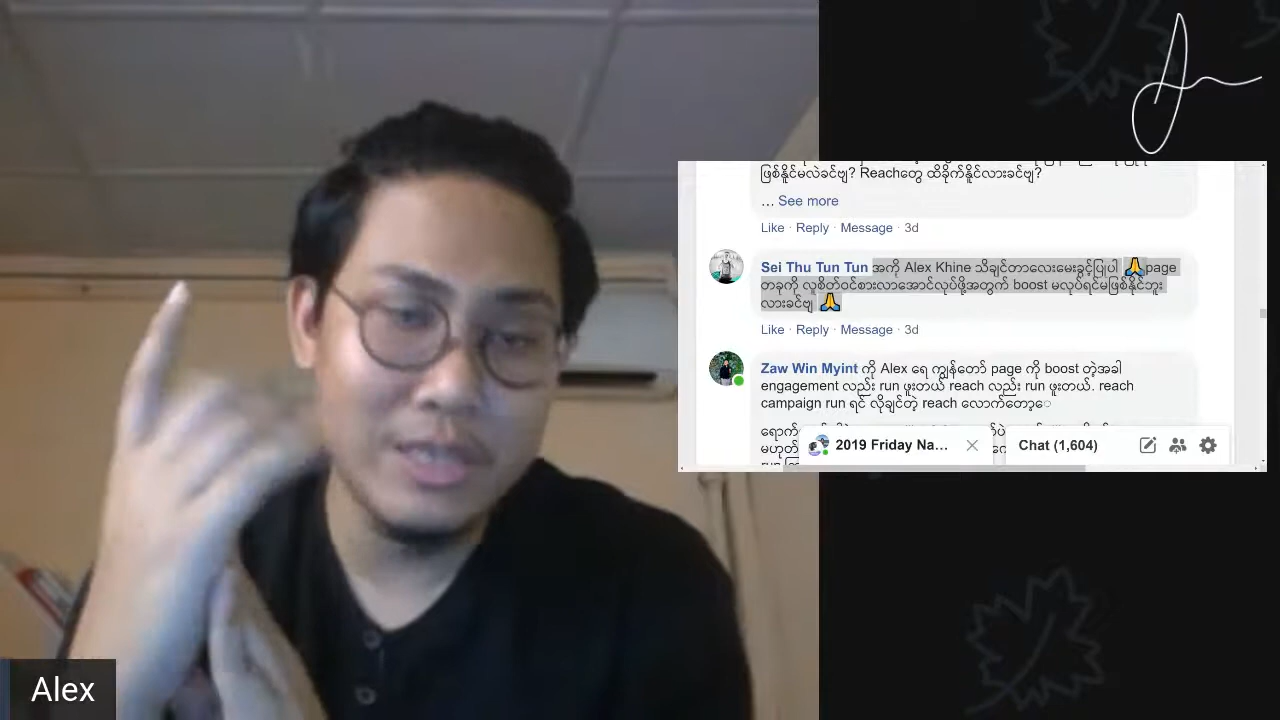 ဖြစ်နိုင်မလဲခင်ဗျ? Reachတွေ ထိခိုက်နိူင်လားခင်ဗျ?
… See more
Like · Reply · Message · 3d
Sei Thu Tun Tun အကို Alex Khine သိချင်တာလေးမေးခွင့်ပြုပါ 🙏page
တခုကို လူစိတ်ဝင်စားလာအောင်လုပ်ဖို့အတွက် boost မလုပ်ရင်မဖြစ်နိုင်ဘူး
လားခင်ဗျ 🙏
Like · Reply · Message · 3d
Zaw Win Myint ကို Alex ရေ ကျွန်တော် page ကို boost တဲ့အခါ
engagement လည်း run ဖူးတယ် reach လည်း run ဖူးတယ်. reach
campaign run ရင် လိုချင်တဲ့ reach လောက်တော့ေ
2019 Friday Na...
Chat (1,604)
Alex